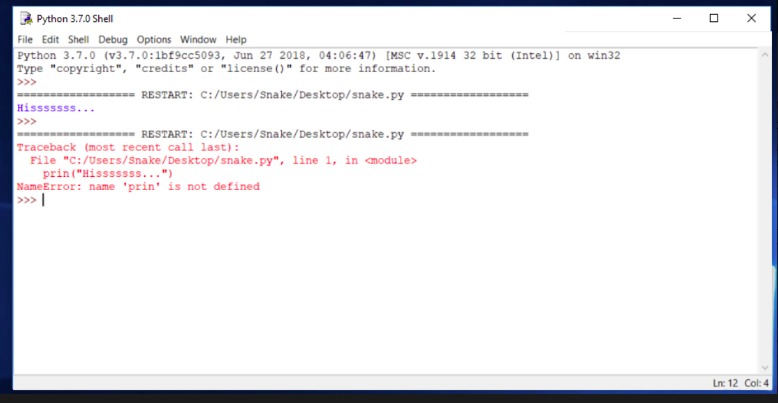 Python 3.7.0 Shell
File Edit Shell Debug Options Window Help
Python 3.7.0 (v3.7.0:1bf9cc5093, Jun 27 2018, 04:06:47) [MSC v.1914 32 bit (Intel)] on win32
Type "copyright", "credits" or "license()" for more information.
>>>
================== RESTART: C:/Users/Snake/Desktop/snake.py ==================
Hisssssss...
>>>
================== RESTART: C:/Users/Snake/Desktop/snake.py ==================
Traceback (most recent call last):
  File "C:/Users/Snake/Desktop/snake.py", line 1, in <module>
    prin("Hisssssss...")
NameError: name 'prin' is not defined
>>>
Ln: 12 Col: 4